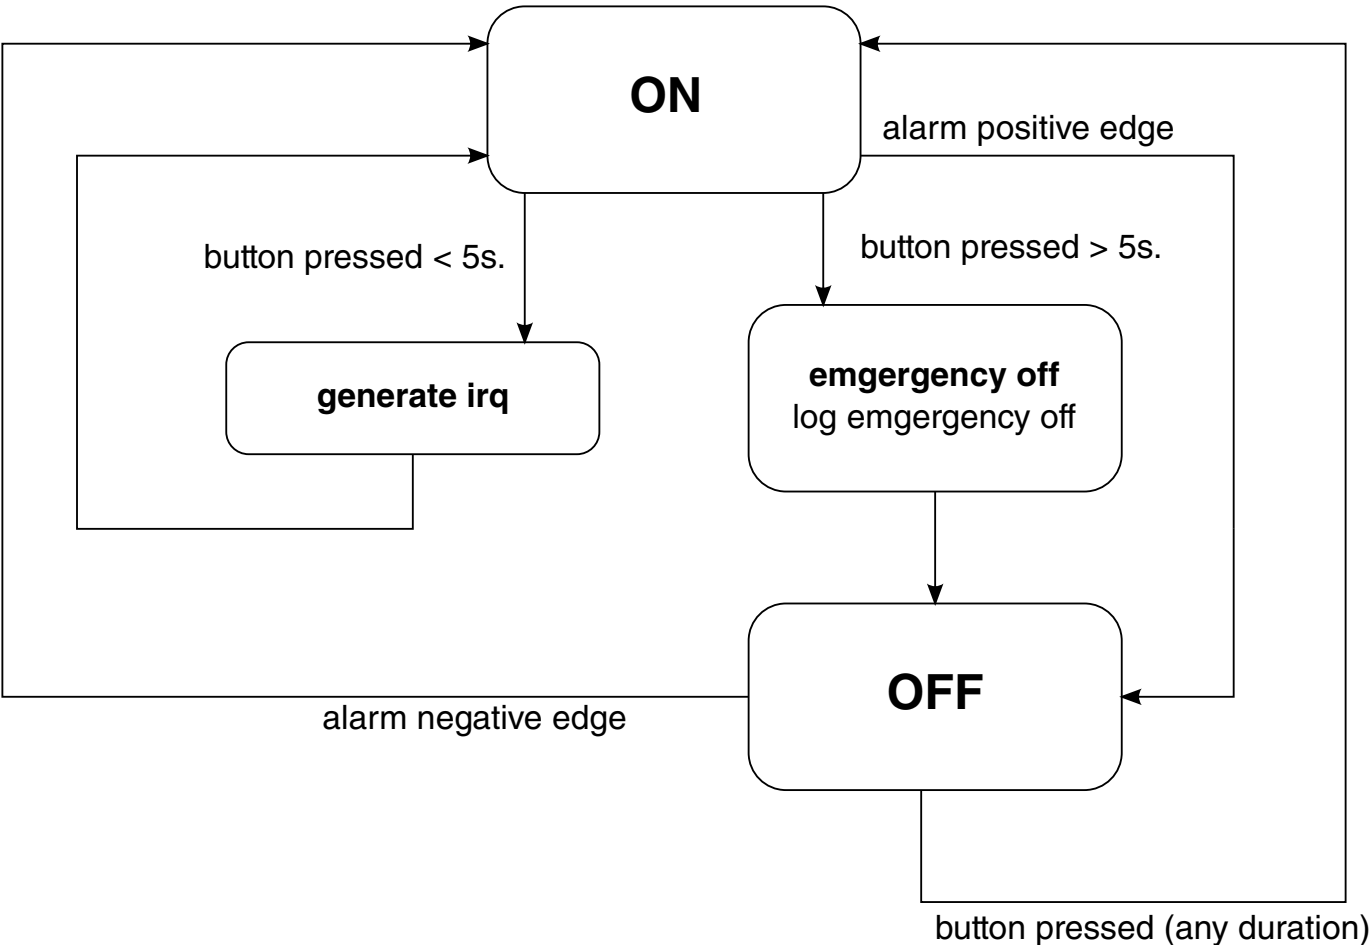 ON
alarm positive edge
button pressed < 5s.
button pressed > 5s.
generate irq
emgergency off
log emgergency off
OFF
alarm negative edge
button pressed (any duration)